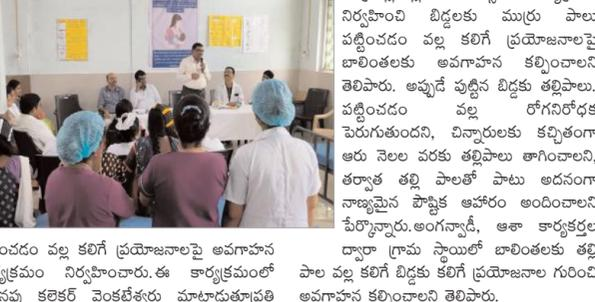 ంచడం వల్ల కలిగే ప్రయోజనాలపై అవగాహన
్యక్రమం నిర్వహించారు.ఈ కార్యక్రమంలో
నపు కలెక్టర్ వెంకటేశ్వరు మాట్లాడుతూప్రతి
నిర్వహించి బిడ్డలకు ముర్రు పాలు
పట్టించడం వల్ల కలిగే ప్రయోజనాలపై
బాలింతలకు అవగాహన కల్పించాలని
తెలిపారు. అప్పుడే పుట్టిన బిడ్డకు తల్లిపాలు.
పట్టించడం వల్ల రోగనిరోధక
పెరుగుతుందని, చిన్నారులకు కచ్చితంగా
ఆరు నెలల వరకు తల్లిపాలు తాగించాలని,
తర్వాత తల్లి పాలతో పాటు అదనంగా
నాణ్యమైన పౌష్టిక ఆహారం అందించాలని
పేర్కొన్నారు.అంగన్వాడీ, ఆశా కార్యకర్తల
ద్వారా గ్రామ స్థాయిలో బాలింతలకు తల్లి
పాల వల్ల కలిగే బిడ్డకు కలిగే ప్రయోజనాల గురించి
అవగాహన కల్పించాలని తెలిపారు.